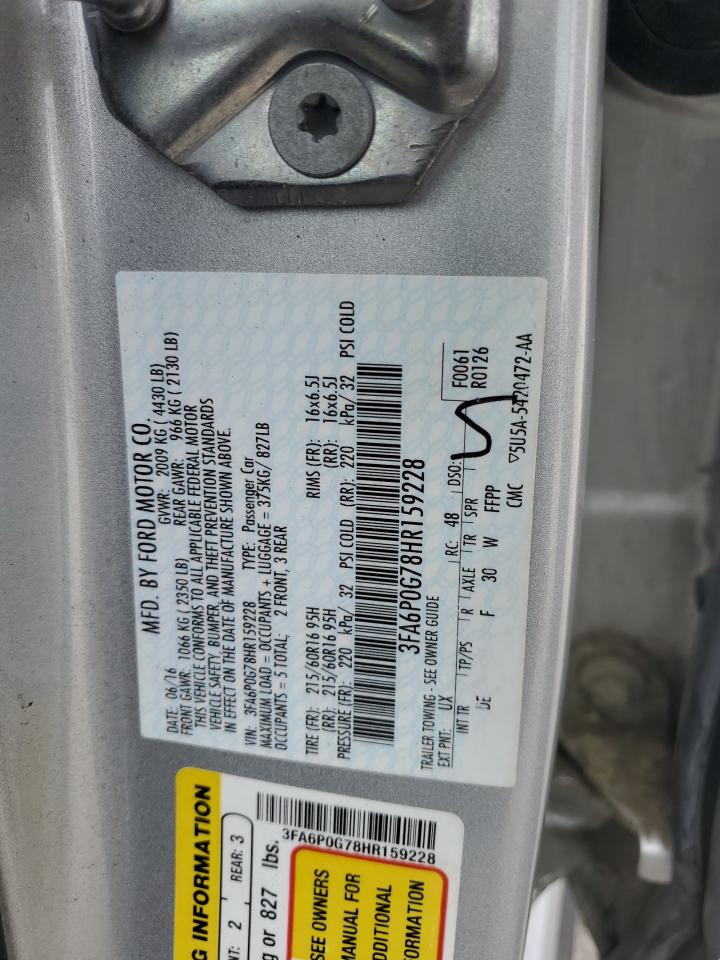 MFD. BY FORD MOTOR CO.
DATE: 06/16 GVWR: 2009 KG ( 4430 LB)
FRONT GAWR: 1066 KG ( 2350 LB) REAR GAWR: 966 KG ( 2130 LB)
THIS VEHICLE CONFORMS TO ALL APPLICABLE FEDERAL MOTOR
VEHICLE SAFETY, BUMPER, AND THEFT PREVENTION STANDARDS
IN EFFECT ON THE DATE OF MANUFACTURE SHOWN ABOVE.
VIN: 3FA6P0G78HR159228 TYPE: Passenger Car
MAXIMUM LOAD = OCCUPANTS + LUGGAGE = 375KG/ 827LB
OCCUPANTS = 5 TOTAL; 2 FRONT, 3 REAR
TIRE (FR): 215/60R16 95H RIMS (FR): 16x6.5J
(RR): 215/60R16 95H (RR): 16x6.5J
PRESSURE (FR): 220 kPa/ 32 PSI COLD (RR): 220 kPa/ 32 PSI COLD
3FA6P0G78HR159228
TRAILER TOWING - SEE OWNER GUIDE F0061
EXT PNT: UX RC: 48 DSO: R0126
INT TR TP/PS R AXLE TR SPR
DE F 30 W FFPP
CMC ▽5U5A-5420472-AA
G INFORMATION
NT: 2 REAR: 3
g or 827 lbs.
3FA6P0G78HR159228
SEE OWNERS
MANUAL FOR
ADDITIONAL
FORMATION